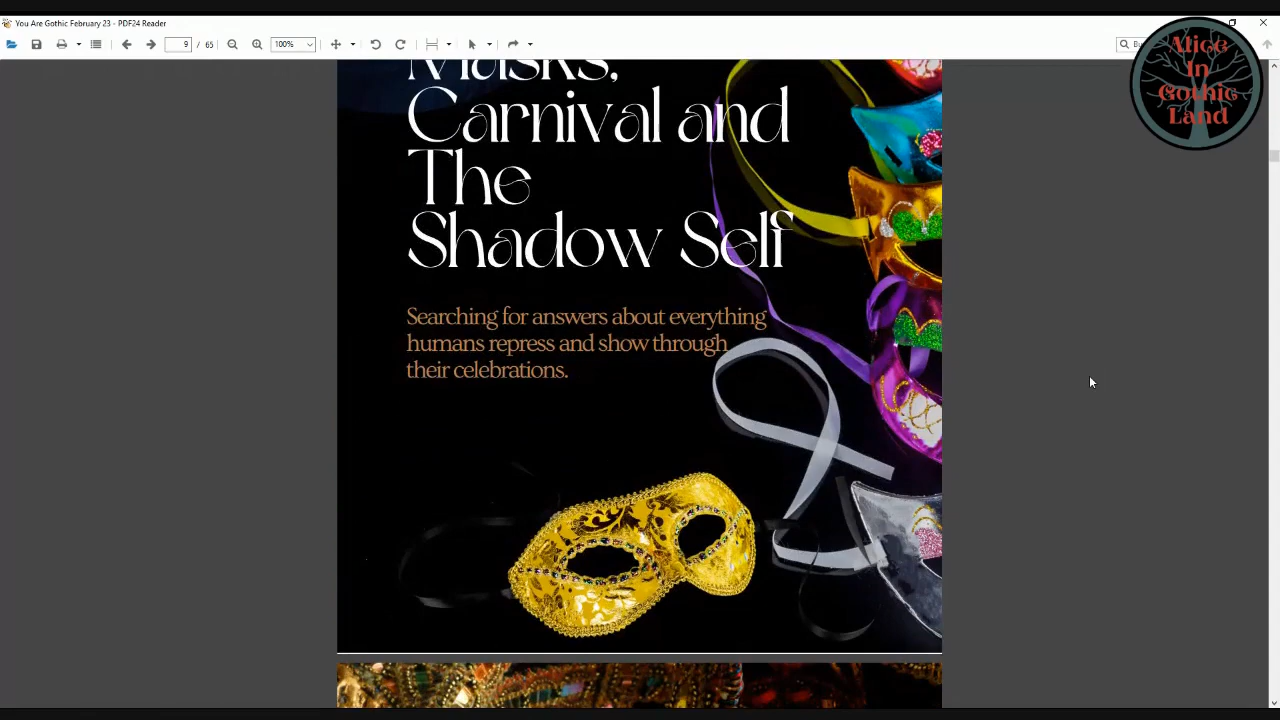 You Are Gothic February 23 - PDF24 Reader
9 / 65
100%
Alice
In
Gothic
Land
Masks,
Carnival and
The
Shadow Self
Searching for answers about everything
humans repress and show through
their celebrations.